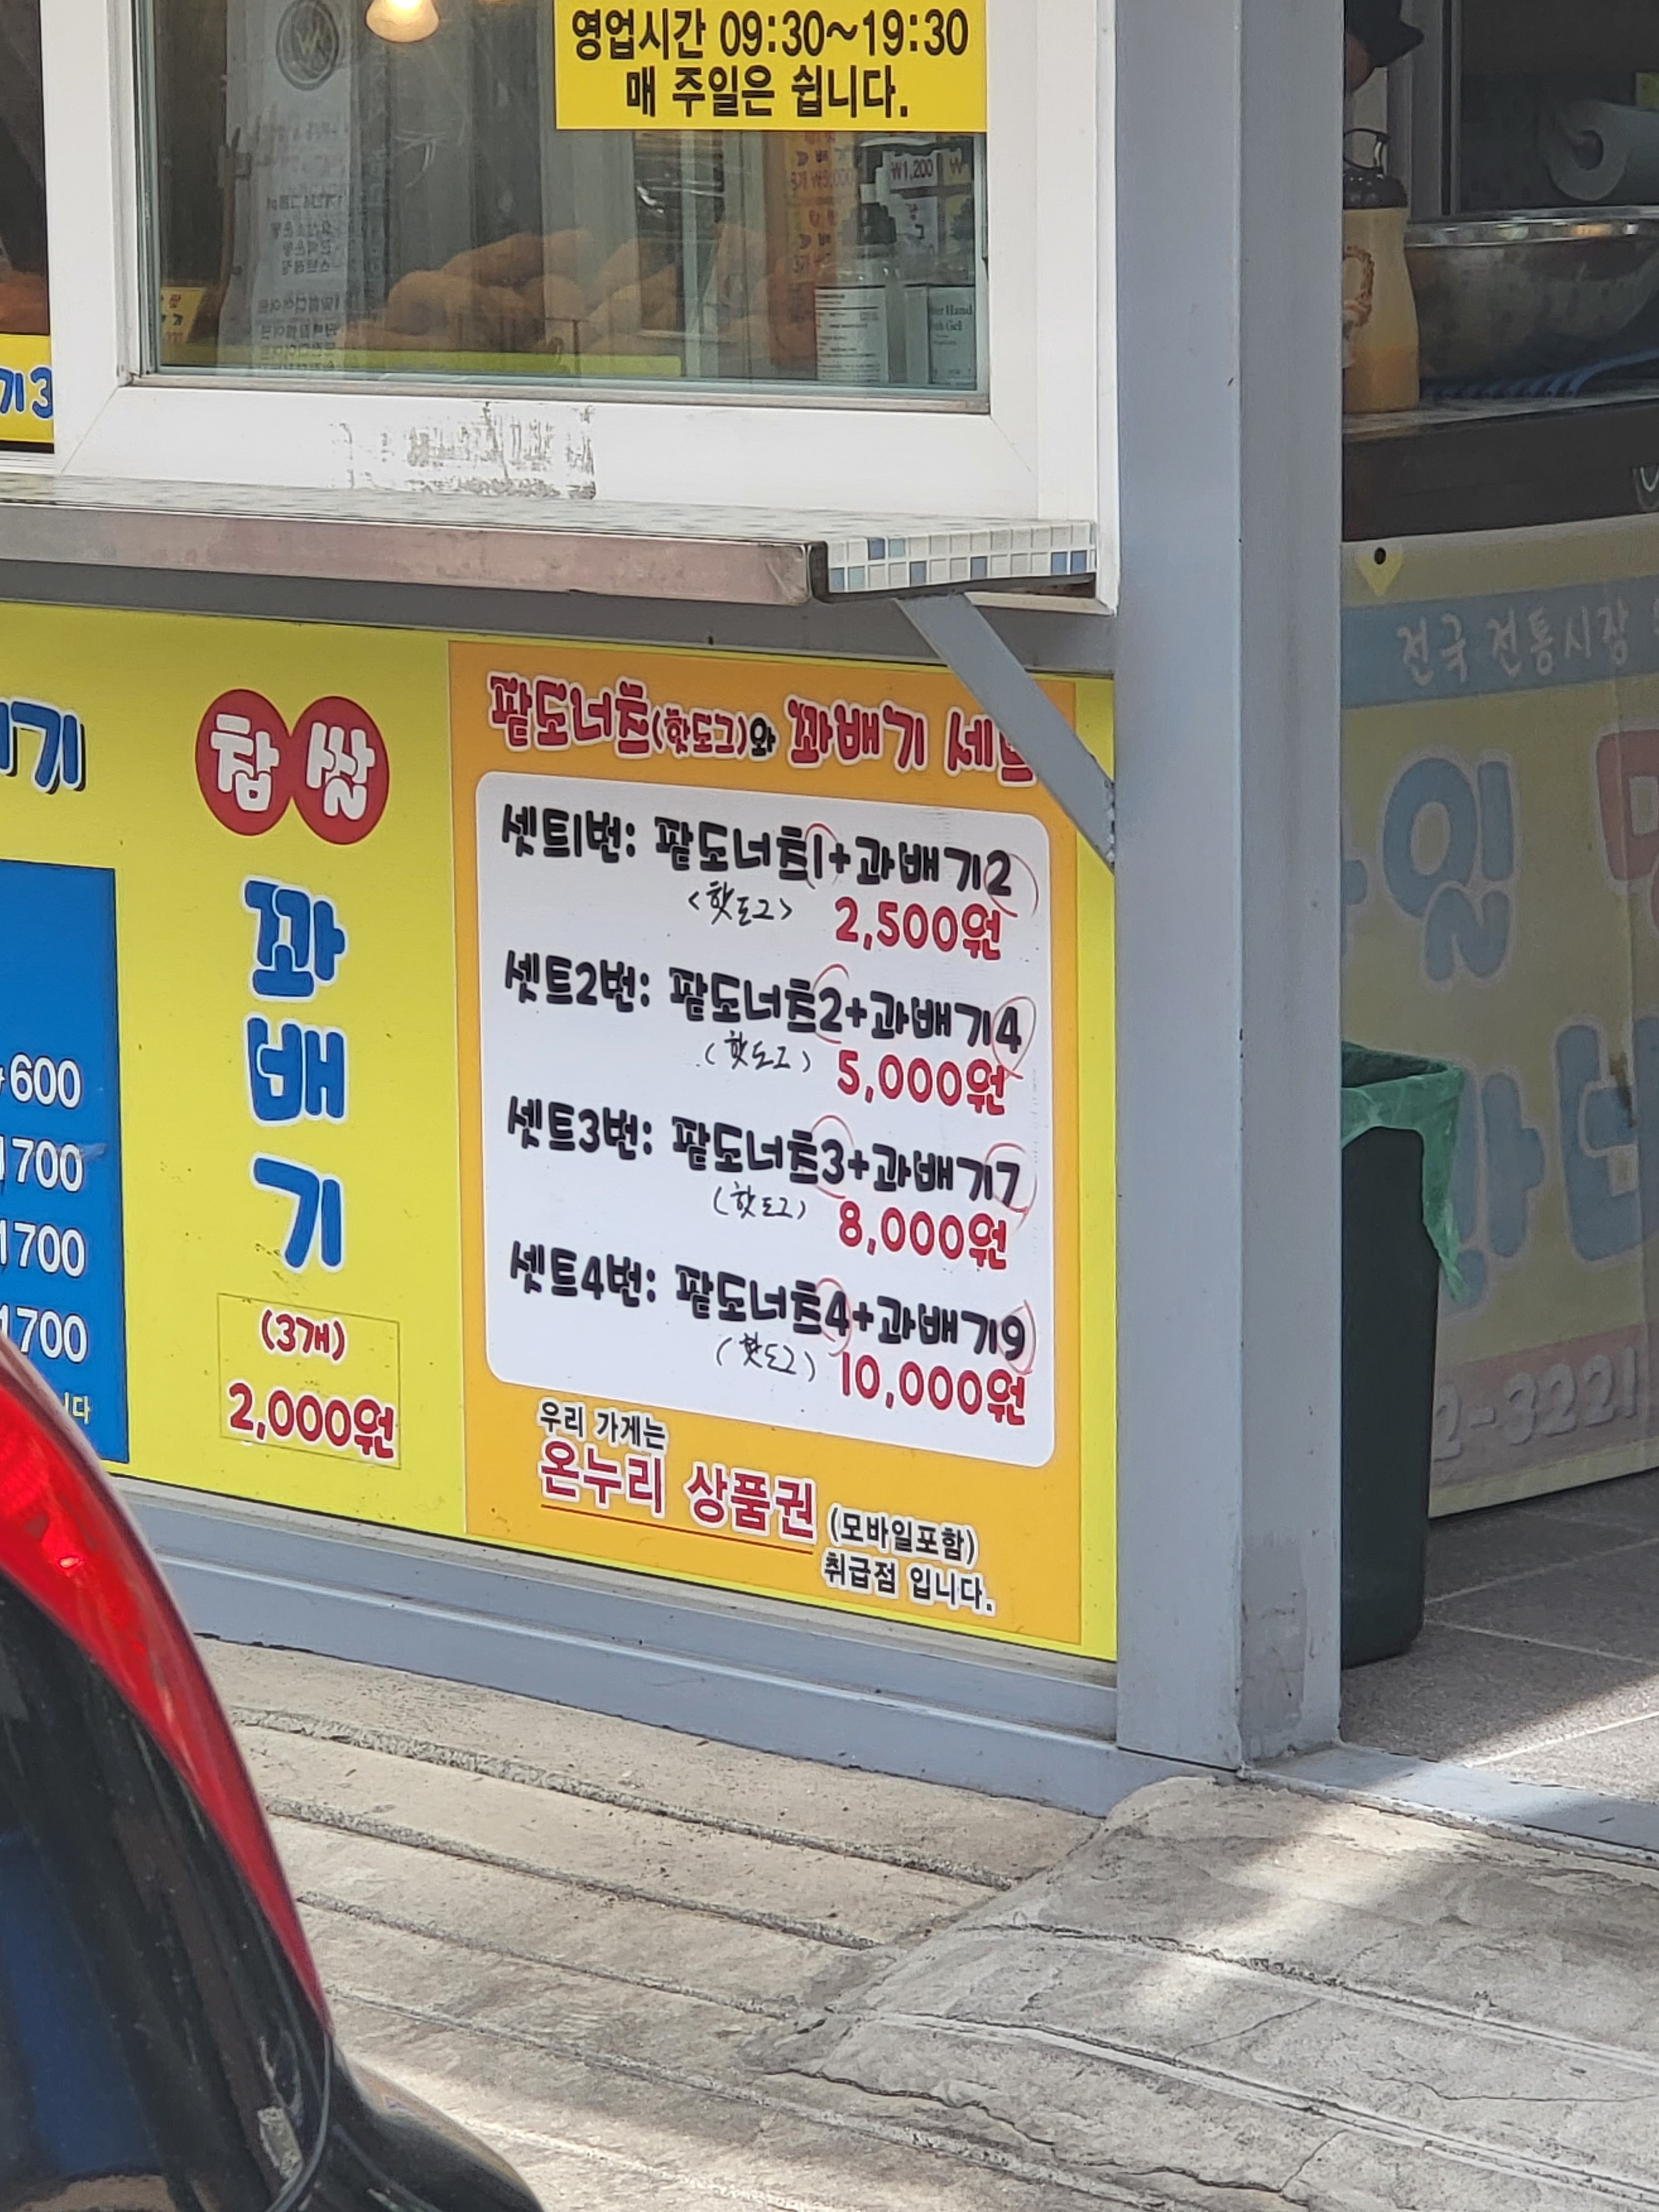 영업시간 09:30~19:30
매 주일은 쉽니다.
₩1,200
기3
전국 전통시장
기
찹쌀
꽈
배
기
(3개)
2,000원
600
1700
1700
1700
니다
팥도너츠(핫도그)와 꽈배기 세트
셋트1번: 팥도너츠1+꽈배기2
<핫도그> 2,500원
셋트2번: 팥도너츠2+꽈배기4
(핫도그) 5,000원
셋트3번: 팥도너츠3+꽈배기7
(핫도그) 8,000원
셋트4번: 팥도너츠4+꽈배기9
(핫도그) 10,000원
우리 가게는
온누리 상품권 (모바일포함)
취급점 입니다.
2-3221